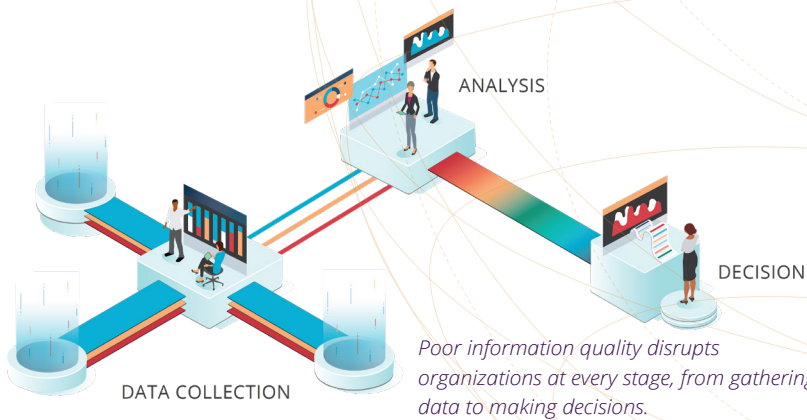 ANALYSIS
DECISION
DATA COLLECTION
Poor information quality disrupts
organizations at every stage, from gathering
data to making decisions.